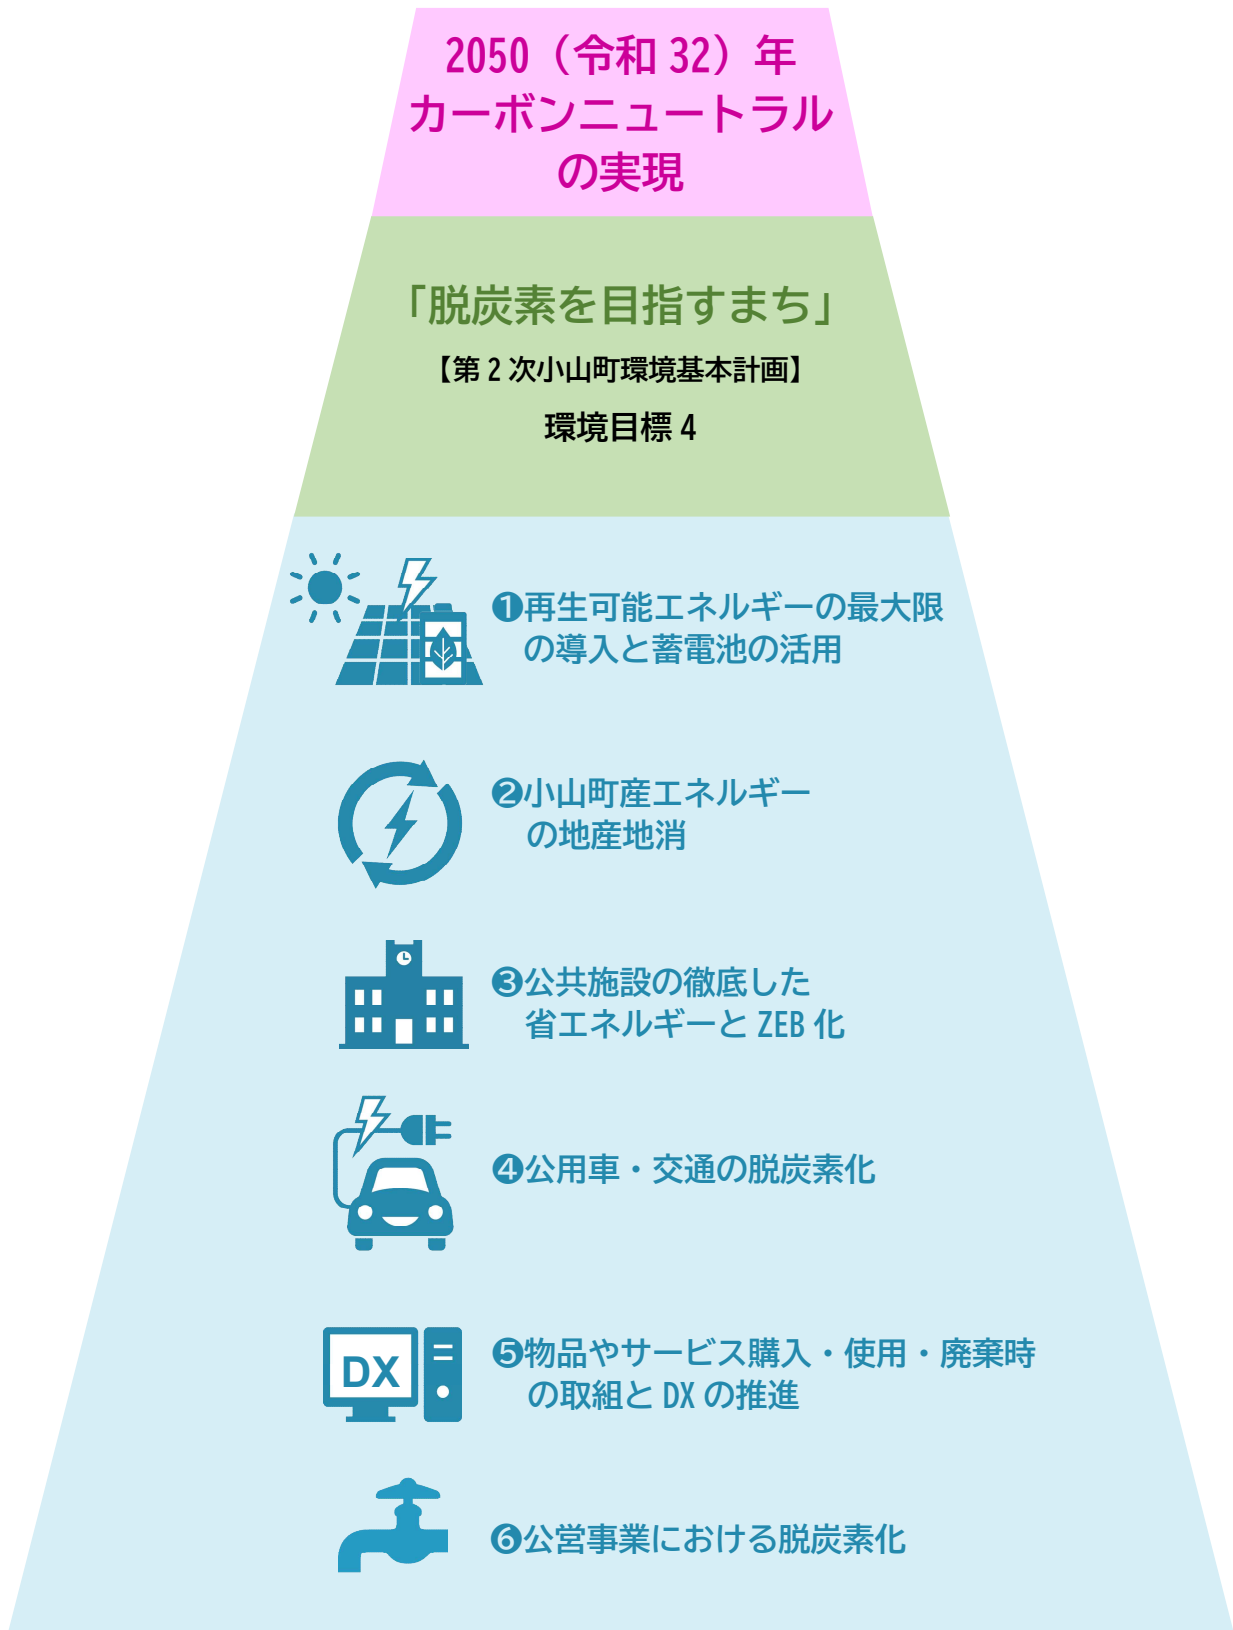 2050（令和 32）年
カーボンニュートラル
の実現
「脱炭素を目指すまち」
【第 2 次小山町環境基本計画】
環境目標 4
❶再生可能エネルギーの最大限
の導入と蓄電池の活用
❷小山町産エネルギー
の地産地消
❸公共施設の徹底した
省エネルギーと ZEB 化
❹公用車・交通の脱炭素化
DX
❺物品やサービス購入・使用・廃棄時
の取組と DX の推進
❻公営事業における脱炭素化